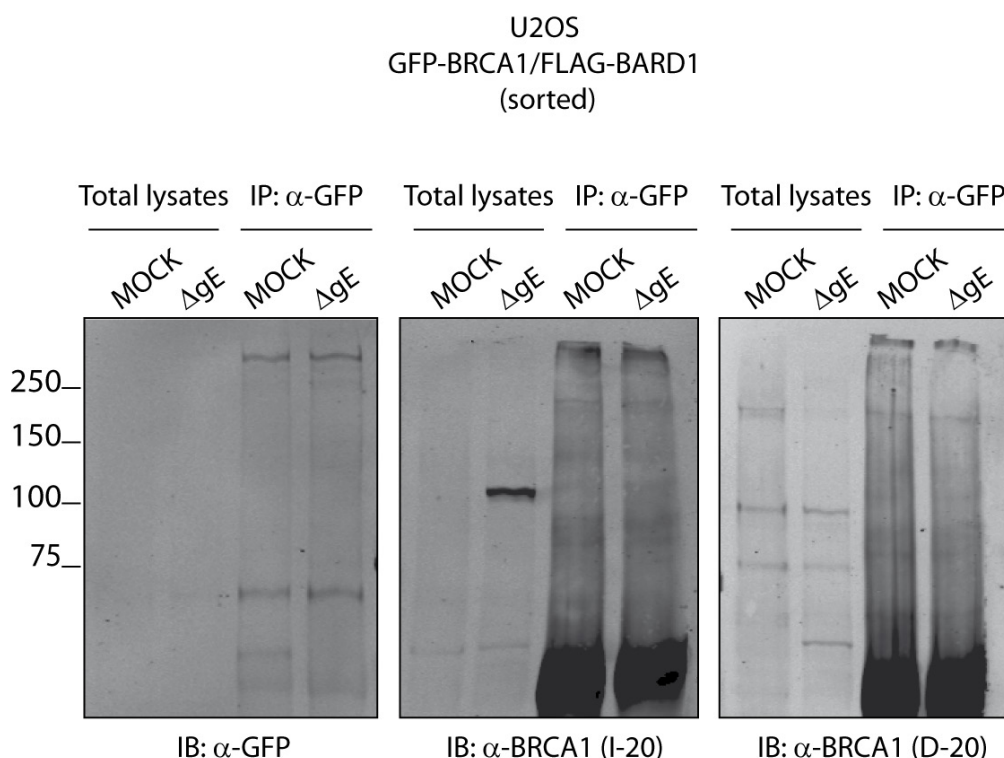 U2OS
GFP-BRCA1/FLAG-BARD1
(sorted)
Total lysates IP: α-GFP Total lysates IP: α-GFP Total lysates IP: α-GFP
MOCK ΔgE MOCK ΔgE MOCK ΔgE MOCK ΔgE MOCK ΔgE MOCK ΔgE
250
150
100
75
IB: α-GFP IB: α-BRCA1 (I-20) IB: α-BRCA1 (D-20)